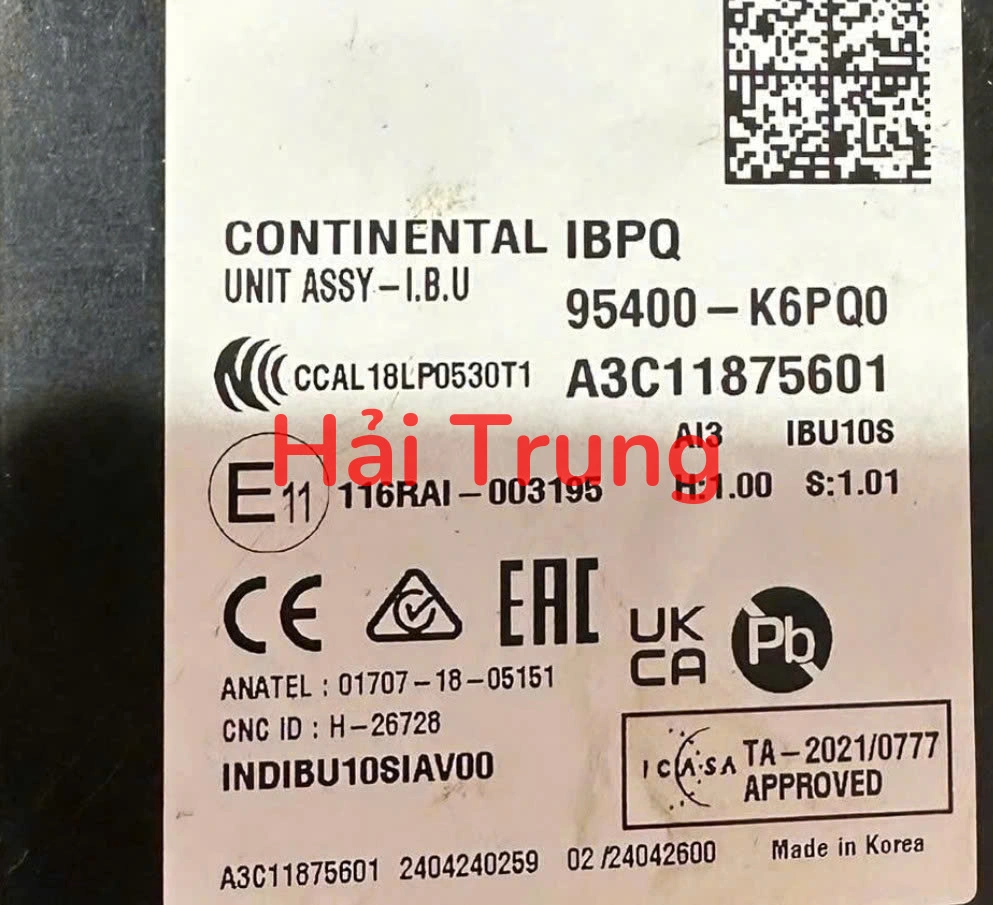 CONTINENTAL IBPQ
UNIT ASSY-I.B.U
95400-K6PQ0
CCAL18LP0530T1 A3C11875601
AI3 IBU10S
Hải Trung
E11 116RAI-003195 H:1.00 S:1.01
CE EAC UK CA Pb
ANATEL : 01707-18-05151
CNC ID : H-26728
INDIBU10SIAV00
ICASA TA-2021/0777
APPROVED
A3C11875601 2404240259 02/24042600 Made in Korea